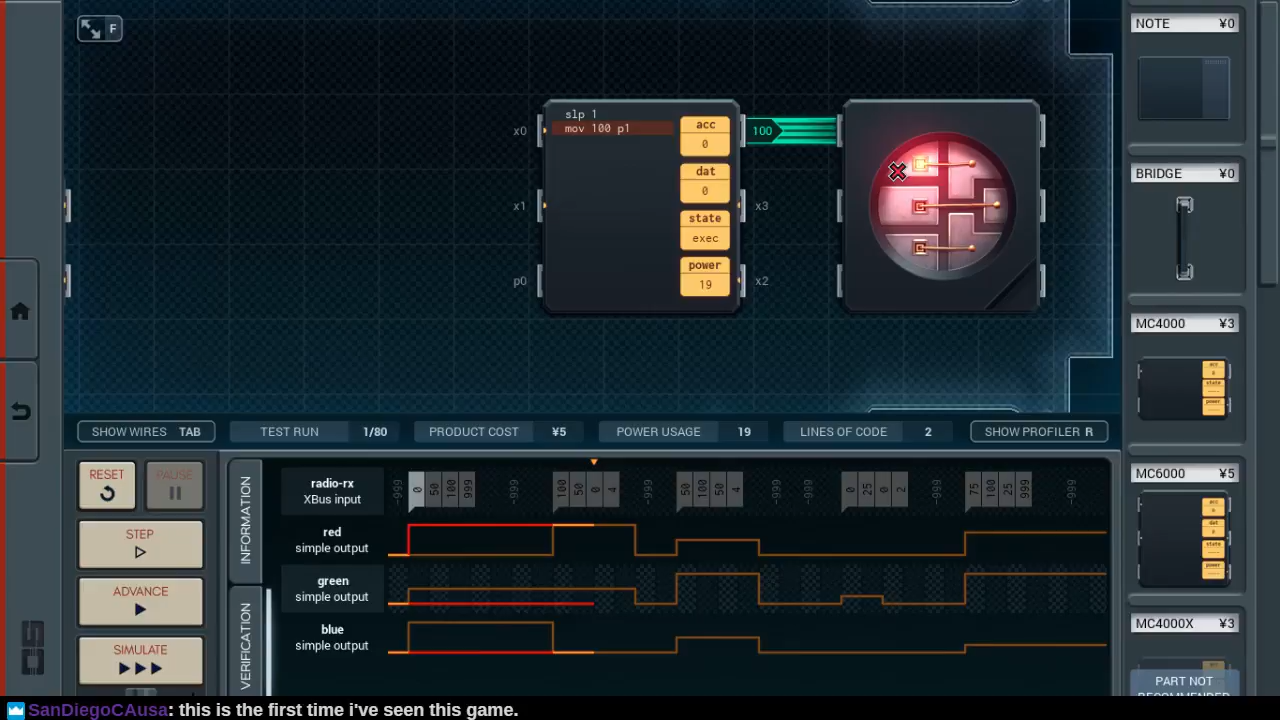 F
NOTE ¥0
BRIDGE ¥0
MC4000 ¥3
acc
MC6000 ¥5
acc
dat
MC4000X ¥3
PART NOT
RECOMMENDED
x0
x1
p0
slp 1
mov 100 p1
acc
0
dat
0
state
exec
power
19
x3
x2
100
SHOW WIRES TAB
TEST RUN 1/80
PRODUCT COST ¥5
POWER USAGE 19
LINES OF CODE 2
SHOW PROFILER R
RESET
PAUSE
STEP
ADVANCE
SIMULATE
INFORMATION
VERIFICATION
radio-rx
XBus input
-999 0 50 100 999 -999 100 50 0 4 -999 50 100 50 4 -999 -999 0 25 0 2 -999 75 100 25 999 -999
red
simple output
green
simple output
blue
simple output
SanDiegoCAusa: this is the first time i've seen this game.